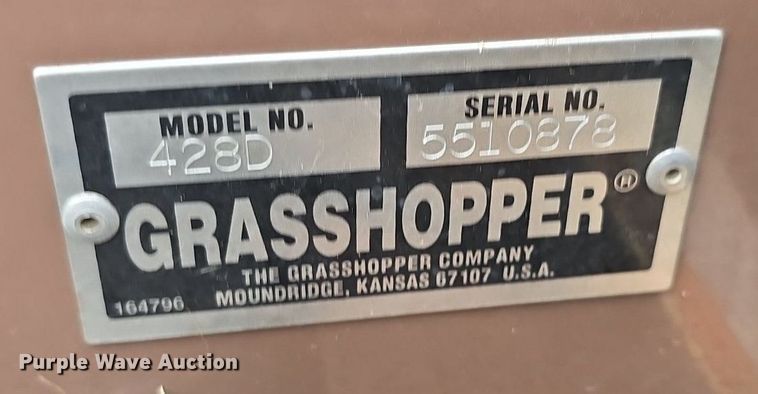 MODEL NO. SERIAL NO.
428D 5510878
GRASSHOPPER®
THE GRASSHOPPER COMPANY
MOUNDRIDGE, KANSAS 67107 U.S.A.
164796
Purple Wave Auction